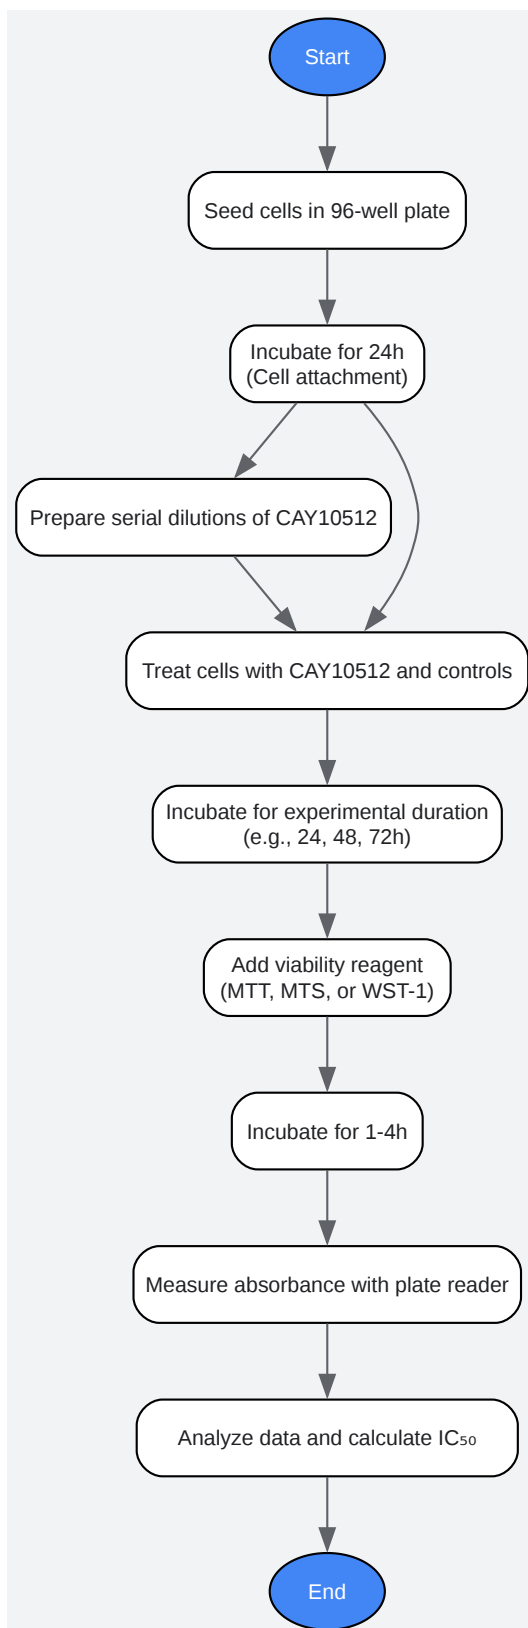 Start
Seed cells in 96-well plate
Incubate for 24h
(Cell attachment)
Prepare serial dilutions of CAY10512
Treat cells with CAY10512 and controls
Incubate for experimental duration
(e.g., 24, 48, 72h)
Add viability reagent
(MTT, MTS, or WST-1)
Incubate for 1-4h
Measure absorbance with plate reader
Analyze data and calculate IC₅₀
End